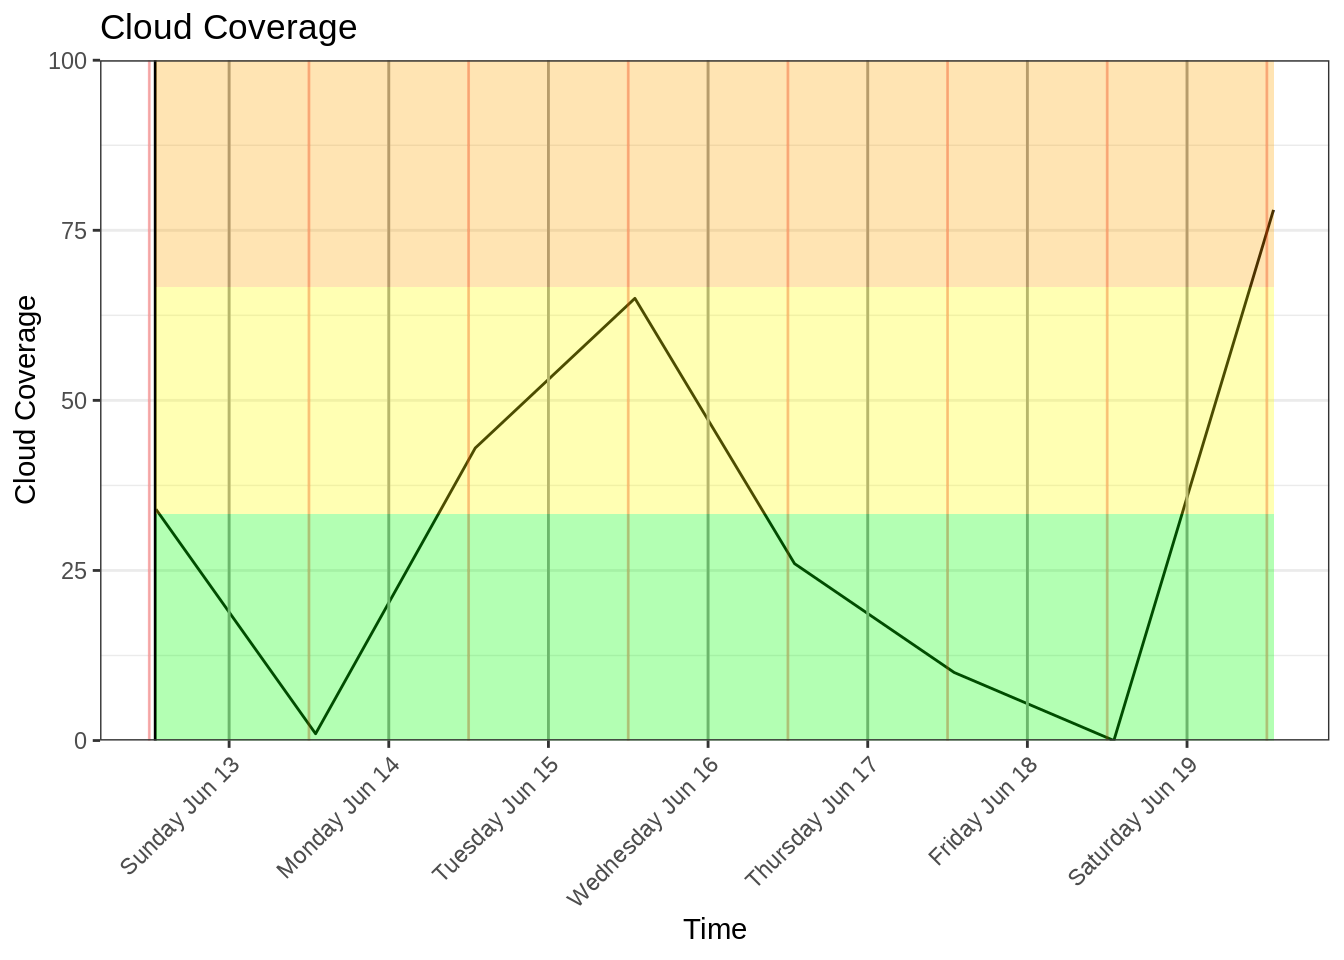 Cloud Coverage
100
75
50
25
0
Cloud Coverage
Sunday Jun 13
Monday Jun 14
Tuesday Jun 15
Wednesday Jun 16
Thursday Jun 17
Friday Jun 18
Saturday Jun 19
Time